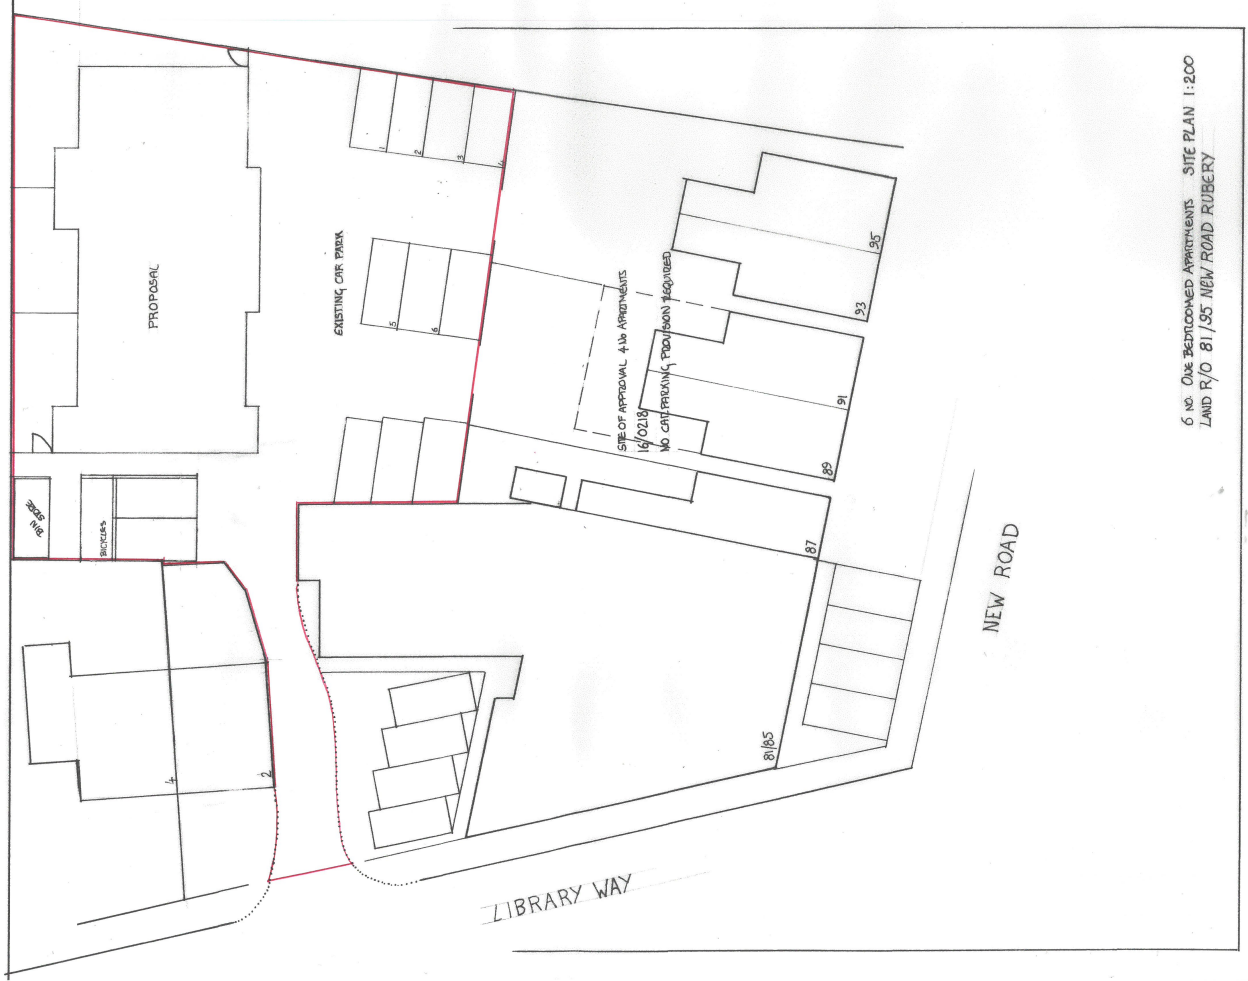 6 NO. ONE BEDROOMED APARTMENTS SITE PLAN 1:200
LAND R/O 81/95 NEW ROAD RUBERY
PROPOSAL
EXISTING CAR PARK
1
2
3
4
5
6
SITE OF APPROVAL 4 No APARTMENTS
16/0218
NO CAR PARKING PROVISION REQUIRED
95
93
91
89
87
81/85
BIN
STORE
BICYCLES
4
2
NEW ROAD
LIBRARY WAY